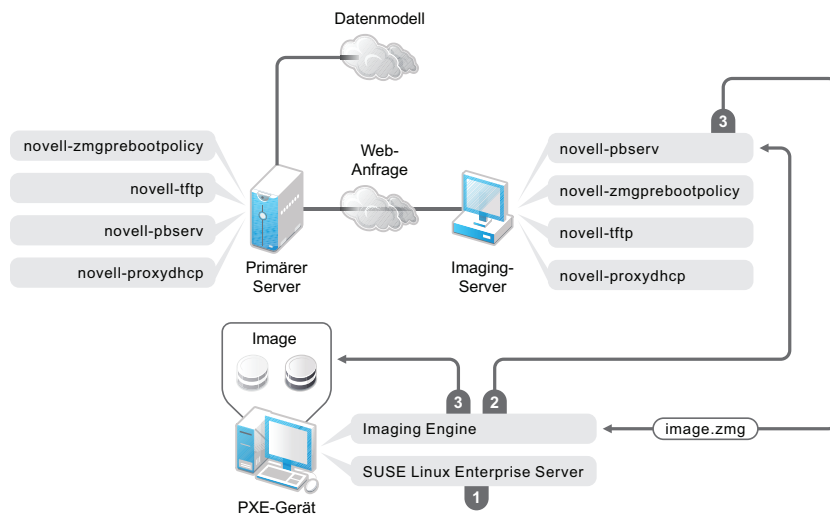 Datenmodell
novell-zmgprebootpolicy
novell-tftp
novell-pbserv
novell-proxydhcp
Primärer
Server
Web-
Anfrage
Imaging-
Server
3
novell-pbserv
novell-zmgprebootpolicy
novell-tftp
novell-proxydhcp
Image
3
2
Imaging Engine
image.zmg
SUSE Linux Enterprise Server
1
PXE-Gerät